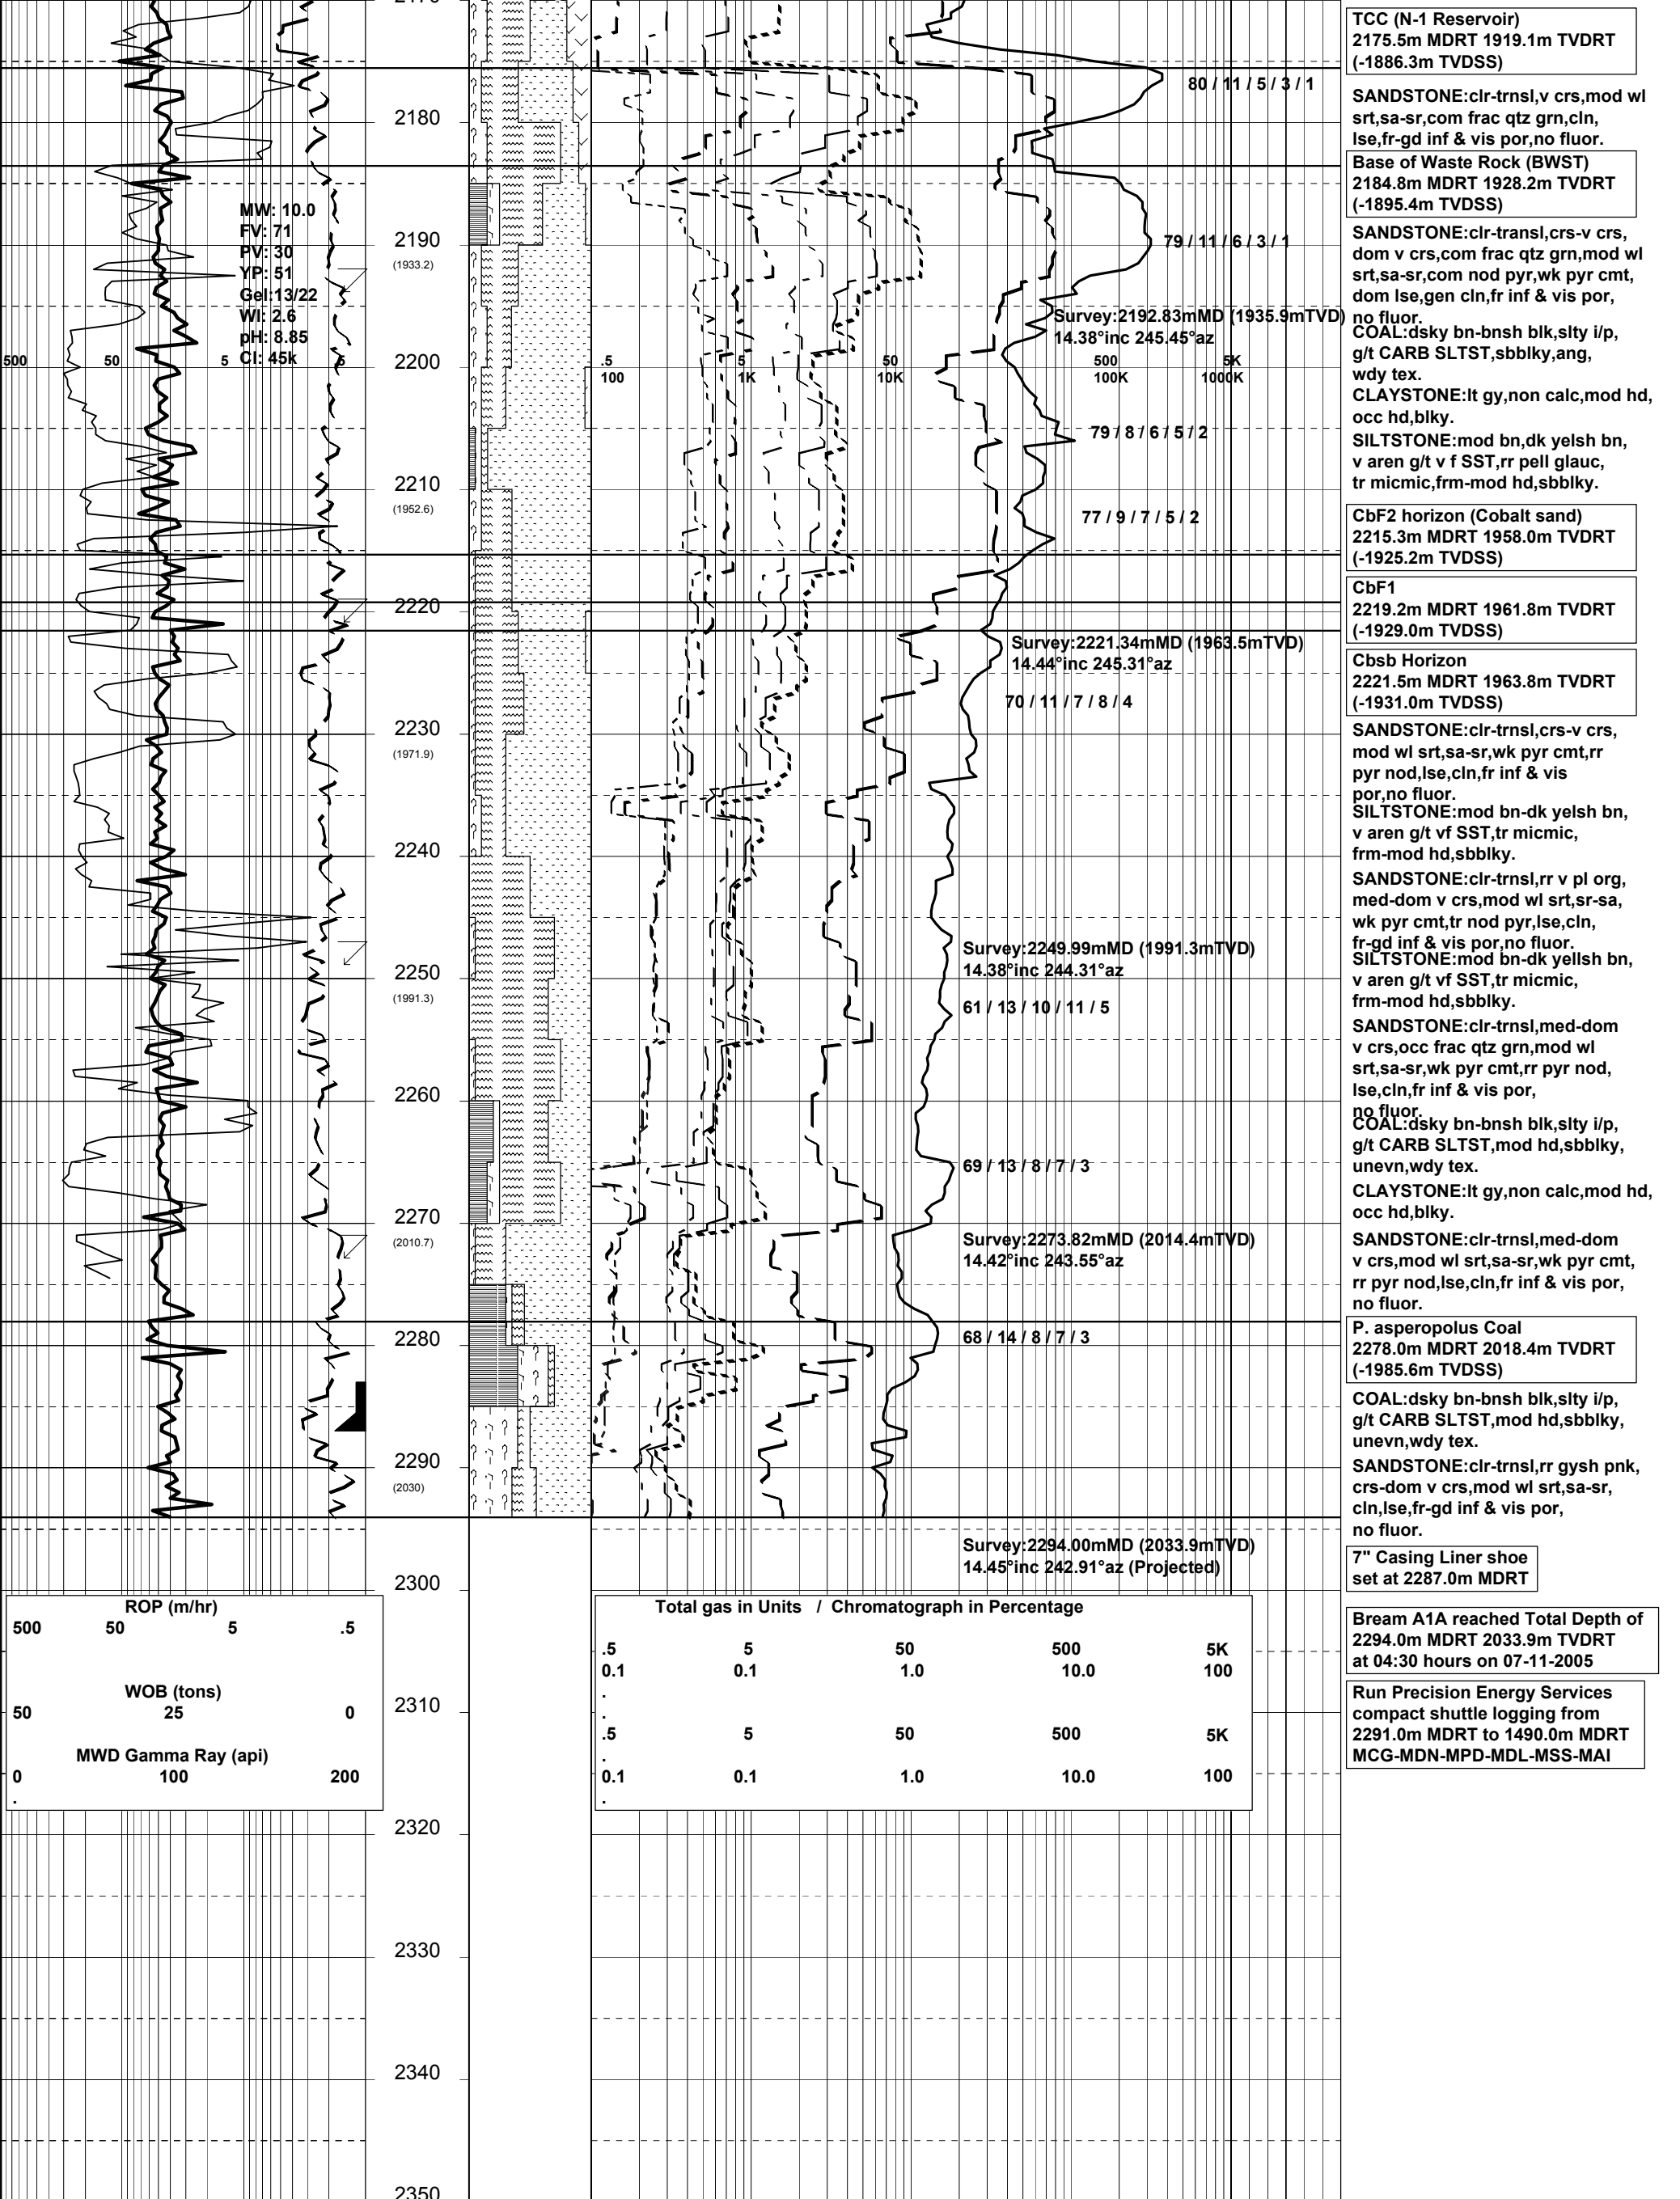 TCC (N-1 Reservoir)
2175.5m MDRT 1919.1m TVDRT
(-1886.3m TVDSS)
80 / 11 / 5 / 3 / 1
SANDSTONE:clr-trnsl,v crs,mod wl
srt,sa-sr,com frac qtz grn,cln,
lse,fr-gd inf & vis por,no fluor.
2180
Base of Waste Rock (BWST)
2184.8m MDRT 1928.2m TVDRT
(-1895.4m TVDSS)
MW: 10.0
FV: 71
PV: 30
YP: 51
Gel:13/22
Wl: 2.6
pH: 8.85
Cl: 45k
2190
(1933.2)
79 / 11 / 6 / 3 / 1
SANDSTONE:clr-transl,crs-v crs,
dom v crs,com frac qtz grn,mod wl
srt,sa-sr,com nod pyr,wk pyr cmt,
dom lse,gen cln,fr inf & vis por,
no fluor.
Survey:2192.83mMD (1935.9mTVD)
14.38°inc 245.45°az
COAL:dsky bn-bnsh blk,slty i/p,
g/t CARB SLTST,sbblky,ang,
wdy tex.
500 50 5 .5
2200
.5 5 50 500 5K
100 1K 10K 100K 1000K
CLAYSTONE:lt gy,non calc,mod hd,
occ hd,blky.
79 / 8 / 6 / 5 / 2
SILTSTONE:mod bn,dk yelsh bn,
v aren g/t v f SST,rr pell glauc,
tr micmic,frm-mod hd,sbblky.
2210
(1952.6)
77 / 9 / 7 / 5 / 2
CbF2 horizon (Cobalt sand)
2215.3m MDRT 1958.0m TVDRT
(-1925.2m TVDSS)
CbF1
2219.2m MDRT 1961.8m TVDRT
(-1929.0m TVDSS)
2220
Survey:2221.34mMD (1963.5mTVD)
14.44°inc 245.31°az
Cbsb Horizon
2221.5m MDRT 1963.8m TVDRT
(-1931.0m TVDSS)
70 / 11 / 7 / 8 / 4
2230
(1971.9)
SANDSTONE:clr-trnsl,crs-v crs,
mod wl srt,sa-sr,wk pyr cmt,rr
pyr nod,lse,cln,fr inf & vis
por,no fluor.
SILTSTONE:mod bn-dk yelsh bn,
v aren g/t vf SST,tr micmic,
frm-mod hd,sbblky.
2240
SANDSTONE:clr-trnsl,rr v pl org,
med-dom v crs,mod wl srt,sr-sa,
wk pyr cmt,tr nod pyr,lse,cln,
fr-gd inf & vis por,no fluor.
Survey:2249.99mMD (1991.3mTVD)
14.38°inc 244.31°az
SILTSTONE:mod bn-dk yellsh bn,
v aren g/t vf SST,tr micmic,
frm-mod hd,sbblky.
2250
(1991.3)
61 / 13 / 10 / 11 / 5
SANDSTONE:clr-trnsl,med-dom
v crs,occ frac qtz grn,mod wl
srt,sa-sr,wk pyr cmt,rr pyr nod,
lse,cln,fr inf & vis por,
no fluor.
2260
COAL:dsky bn-bnsh blk,slty i/p,
g/t CARB SLTST,mod hd,sbblky,
unevn,wdy tex.
69 / 13 / 8 / 7 / 3
CLAYSTONE:lt gy,non calc,mod hd,
occ hd,blky.
2270
(2010.7)
Survey:2273.82mMD (2014.4mTVD)
14.42°inc 243.55°az
SANDSTONE:clr-trnsl,med-dom
v crs,mod wl srt,sa-sr,wk pyr cmt,
rr pyr nod,lse,cln,fr inf & vis por,
no fluor.
2280
68 / 14 / 8 / 7 / 3
P. asperopolus Coal
2278.0m MDRT 2018.4m TVDRT
(-1985.6m TVDSS)
COAL:dsky bn-bnsh blk,slty i/p,
g/t CARB SLTST,mod hd,sbblky,
unevn,wdy tex.
2290
(2030)
SANDSTONE:clr-trnsl,rr gysh pnk,
crs-dom v crs,mod wl srt,sa-sr,
cln,lse,fr-gd inf & vis por,
no fluor.
Survey:2294.00mMD (2033.9mTVD)
14.45°inc 242.91°az (Projected)
7" Casing Liner shoe
set at 2287.0m MDRT
2300
ROP (m/hr)
500 50 5 .5
WOB (tons)
50 25 0
MWD Gamma Ray (api)
0 100 200
.
Total gas in Units / Chromatograph in Percentage
.5 5 50 500 5K
0.1 0.1 1.0 10.0 100
.
.
.5 5 50 500 5K
.
0.1 0.1 1.0 10.0 100
.
Bream A1A reached Total Depth of
2294.0m MDRT 2033.9m TVDRT
at 04:30 hours on 07-11-2005
2310
Run Precision Energy Services
compact shuttle logging from
2291.0m MDRT to 1490.0m MDRT
MCG-MDN-MPD-MDL-MSS-MAI
2320
2330
2340
2350